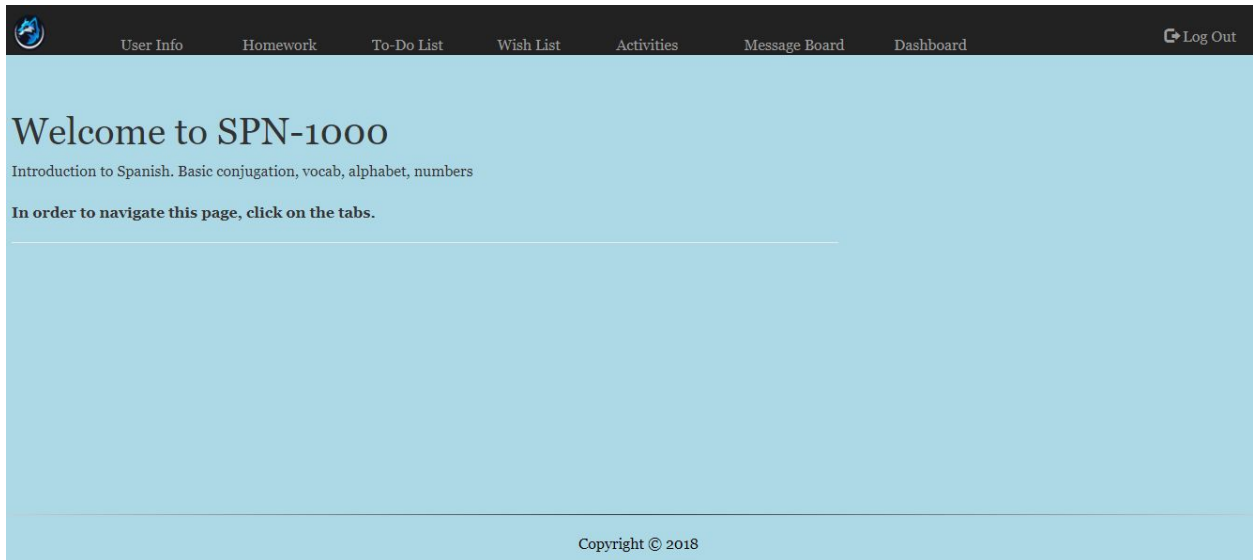 User Info Homework To-Do List Wish List Activities Message Board Dashboard Log Out
Welcome to SPN-1000
Introduction to Spanish. Basic conjugation, vocab, alphabet, numbers
In order to navigate this page, click on the tabs.
Copyright © 2018